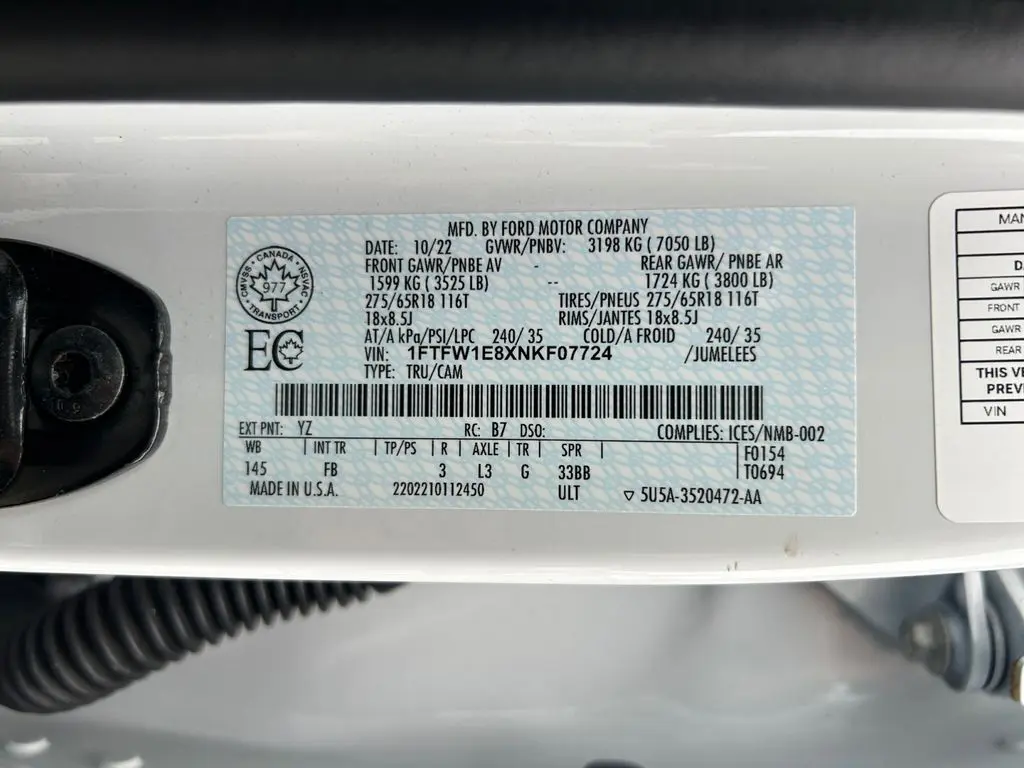 MFD. BY FORD MOTOR COMPANY
DATE: 10/22 GVWR/PNBV: 3198 KG ( 7050 LB)
FRONT GAWR/PNBE AV - REAR GAWR/ PNBE AR
1599 KG ( 3525 LB) -- 1724 KG ( 3800 LB)
275/65R18 116T TIRES/PNEUS 275/65R18 116T
18x8.5J RIMS/JANTES 18x8.5J
AT/A kPa/PSI/LPC 240/ 35 COLD/A FROID 240/ 35
VIN: 1FTFW1E8XNKF07724 /JUMELEES
TYPE: TRU/CAM
CANADA
CMVSS NSVAC
977
TRANSPORT
EC
EXT PNT: YZ RC: B7 DSO: COMPLIES: ICES/NMB-002
WB | INT TR | TP/PS | R | AXLE | TR | SPR | F0154
145 FB 3 L3 G 33BB T0694
MADE IN U.S.A. 2202210112450 ULT ▽ 5U5A-3520472-AA
GAWR
FRONT
GAWR
REAR
THIS
VIN